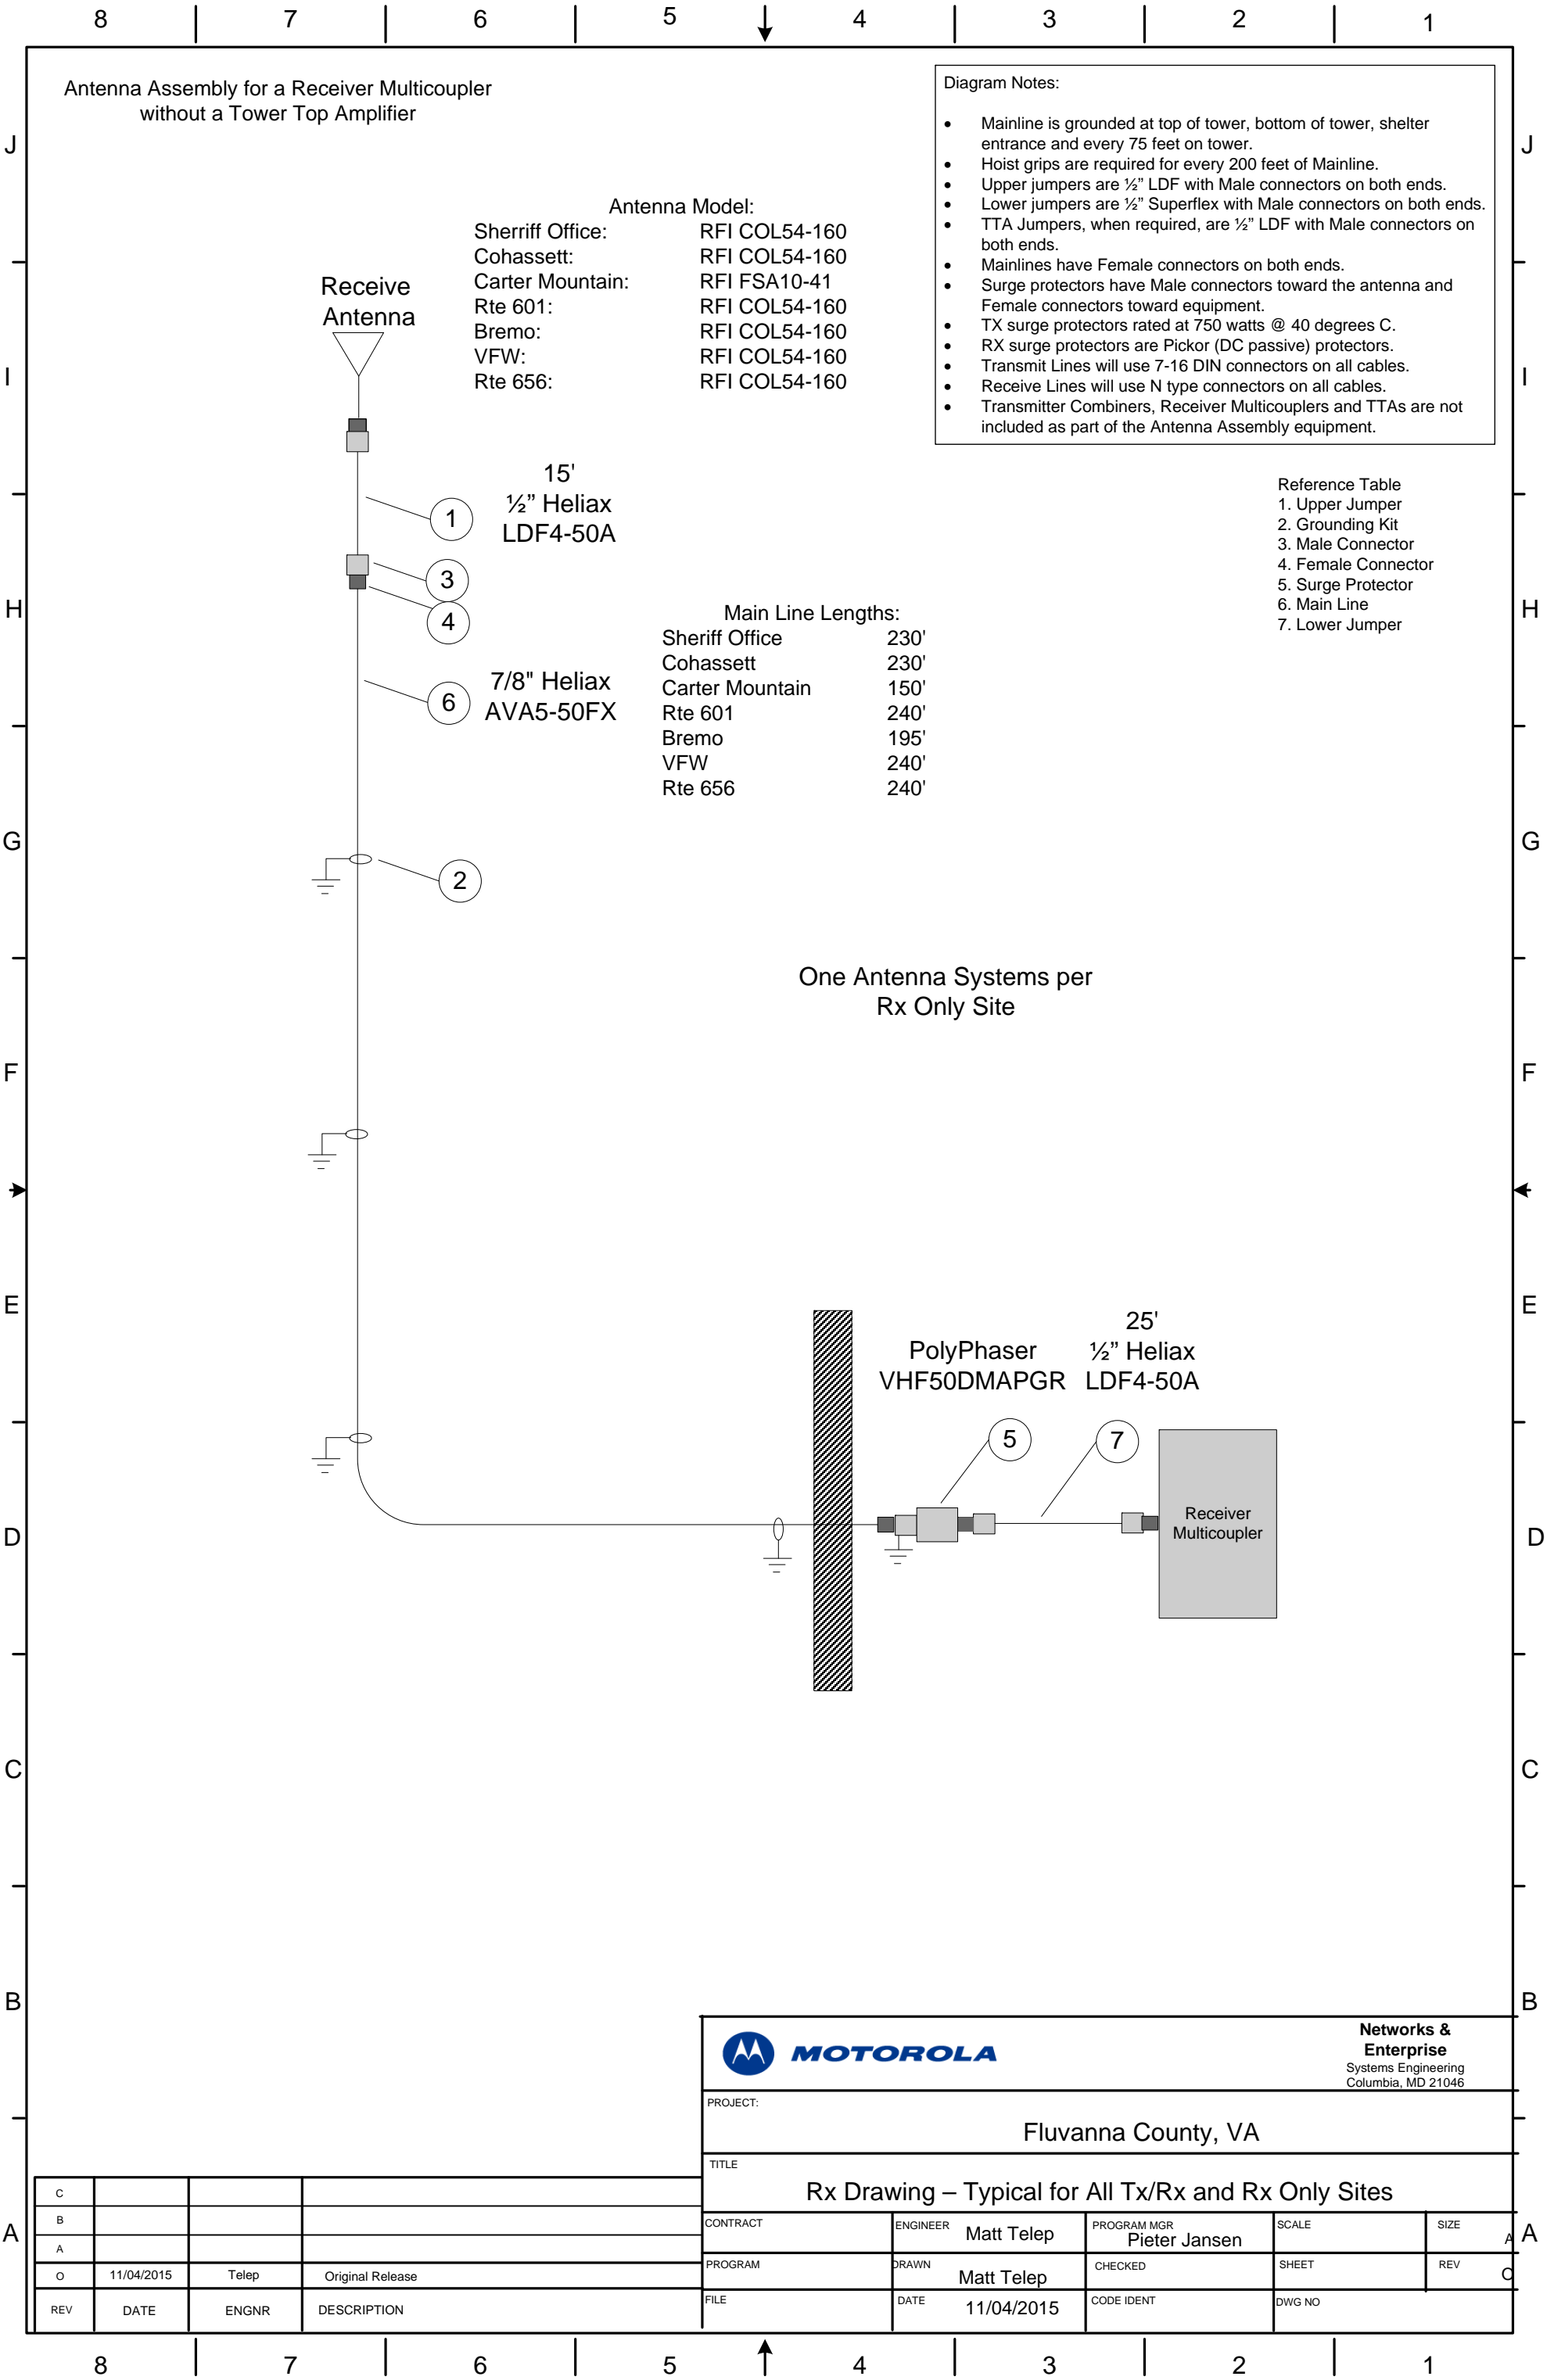 8 7 6 5 4 3 2 1
J
I
H
G
F
E
D
C
B
A
Antenna Assembly for a Receiver Multicoupler
without a Tower Top Amplifier
Diagram Notes:
• Mainline is grounded at top of tower, bottom of tower, shelter
entrance and every 75 feet on tower.
• Hoist grips are required for every 200 feet of Mainline.
• Upper jumpers are ½” LDF with Male connectors on both ends.
• Lower jumpers are ½” Superflex with Male connectors on both ends.
• TTA Jumpers, when required, are ½” LDF with Male connectors on
both ends.
• Mainlines have Female connectors on both ends.
• Surge protectors have Male connectors toward the antenna and
Female connectors toward equipment.
• TX surge protectors rated at 750 watts @ 40 degrees C.
• RX surge protectors are Pickor (DC passive) protectors.
• Transmit Lines will use 7-16 DIN connectors on all cables.
• Receive Lines will use N type connectors on all cables.
• Transmitter Combiners, Receiver Multicouplers and TTAs are not
included as part of the Antenna Assembly equipment.
Antenna Model:
Sherriff Office: RFI COL54-160
Cohassett: RFI COL54-160
Carter Mountain: RFI FSA10-41
Rte 601: RFI COL54-160
Bremo: RFI COL54-160
VFW: RFI COL54-160
Rte 656: RFI COL54-160
Receive
Antenna
15'
½” Heliax
LDF4-50A
1
3
4
Reference Table
1. Upper Jumper
2. Grounding Kit
3. Male Connector
4. Female Connector
5. Surge Protector
6. Main Line
7. Lower Jumper
Main Line Lengths:
Sheriff Office 230'
Cohassett 230'
Carter Mountain 150'
Rte 601 240'
Bremo 195'
VFW 240'
Rte 656 240'
6
7/8" Heliax
AVA5-50FX
2
One Antenna Systems per
Rx Only Site
PolyPhaser
VHF50DMAPGR
25'
½” Heliax
LDF4-50A
5
7
Receiver
Multicoupler
MOTOROLA
Networks &
Enterprise
Systems Engineering
Columbia, MD 21046
PROJECT:
Fluvanna County, VA
TITLE
Rx Drawing – Typical for All Tx/Rx and Rx Only Sites
CONTRACT
ENGINEER Matt Telep
PROGRAM MGR
Pieter Jansen
SCALE
SIZE A
PROGRAM
DRAWN Matt Telep
CHECKED
SHEET
REV O
FILE
DATE 11/04/2015
CODE IDENT
DWG NO
C
B
A
O 11/04/2015 Telep Original Release
REV DATE ENGNR DESCRIPTION
J
I
H
G
F
E
D
C
B
A
8 7 6 5 4 3 2 1